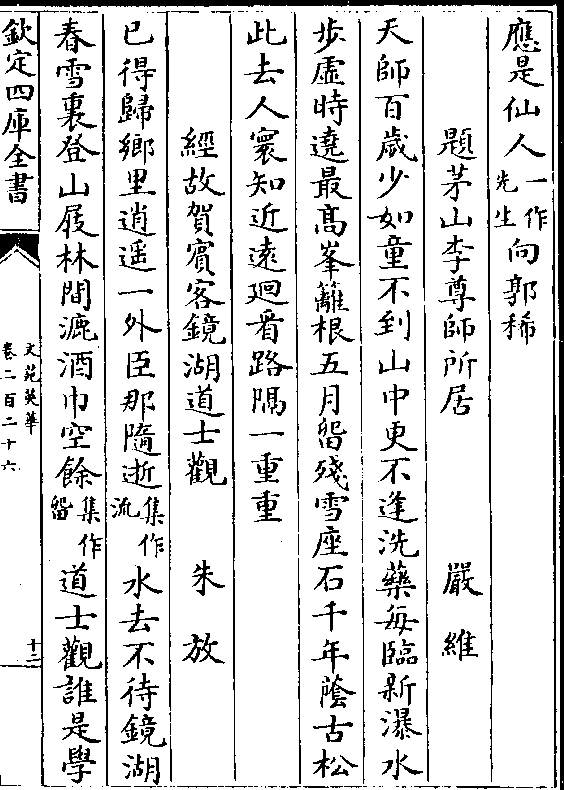 應是仙人一作先生向郭稀
題茅山李尊師所居 嚴維
天師百歲少如童不到山中更不逢洗藥每臨新瀑水
歩虛時遶最髙峯籬根五月㽞殘雪座石千年蔭古松
此去人寰知近遠廻看路隅一重重
經故賀賓客鏡湖道士觀 朱放
已得歸鄉里逍遥一外臣那隨逝集作流水去不待鏡湖
春雪裏登山屐林間漉酒巾空餘集作㽞道士觀誰是學
欽定四庫全書
文苑英華
卷二百二十六
十三